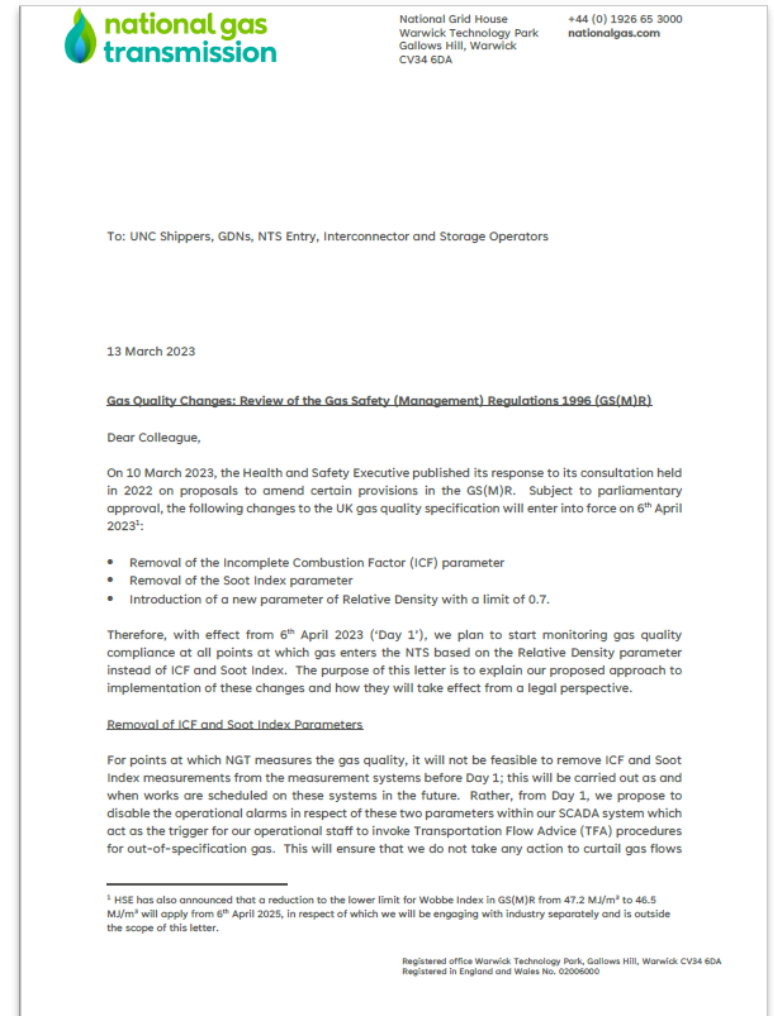 national gas
transmission
National Grid House
Warwick Technology Park
Gallows Hill, Warwick
CV34 6DA
+44 (0) 1926 65 3000
nationalgas.com
To: UNC Shippers, GDNs, NTS Entry, Interconnector and Storage Operators
13 March 2023
Gas Quality Changes: Review of the Gas Safety (Management) Regulations 1996 (GS(M)R)
Dear Colleague,
On 10 March 2023, the Health and Safety Executive published its response to its consultation held
in 2022 on proposals to amend certain provisions in the GS(M)R. Subject to parliamentary
approval, the following changes to the UK gas quality specification will enter into force on 6th April
2023¹:
• Removal of the Incomplete Combustion Factor (ICF) parameter
• Removal of the Soot Index parameter
• Introduction of a new parameter of Relative Density with a limit of 0.7.
Therefore, with effect from 6th April 2023 ('Day 1'), we plan to start monitoring gas quality
compliance at all points at which gas enters the NTS based on the Relative Density parameter
instead of ICF and Soot Index. The purpose of this letter is to explain our proposed approach to
implementation of these changes and how they will take effect from a legal perspective.
Removal of ICF and Soot Index Parameters
For points at which NGT measures the gas quality, it will not be feasible to remove ICF and Soot
Index measurements from the measurement systems before Day 1; this will be carried out as and
when works are scheduled on these systems in the future. Rather, from Day 1, we propose to
disable the operational alarms in respect of these two parameters within our SCADA system which
act as the trigger for our operational staff to invoke Transportation Flow Advice (TFA) procedures
for out-of-specification gas. This will ensure that we do not take any action to curtail gas flows
¹ HSE has also announced that a reduction to the lower limit for Wobbe Index in GS(M)R from 47.2 MJ/m³ to 46.5
MJ/m³ will apply from 6th April 2025, in respect of which we will be engaging with industry separately and is outside
the scope of this letter.
Registered office Warwick Technology Park, Gallows Hill, Warwick CV34 6DA
Registered in England and Wales No. 02006000